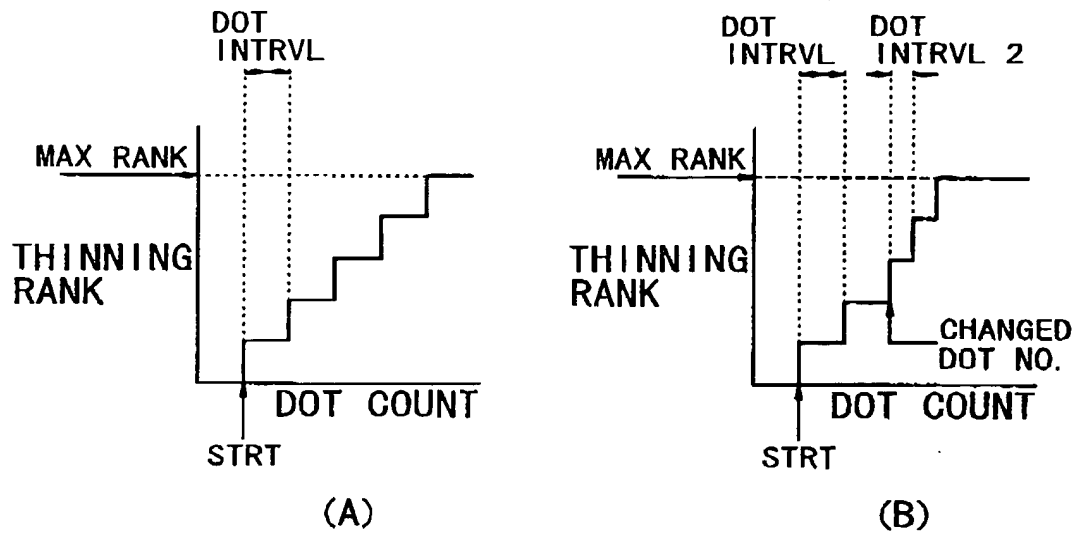 DOT
INTRVL
MAX RANK
THINNING
RANK
DOT COUNT
STRT
(A)
DOT
INTRVL
DOT
INTRVL 2
MAX RANK
THINNING
RANK
CHANGED
DOT NO.
DOT COUNT
STRT
(B)